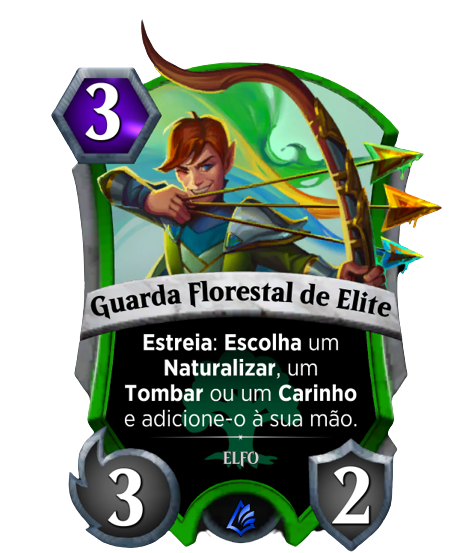 3
Guarda Florestal de Elite
Estreia: Escolha um
Naturalizar, um
Tombar ou um Carinho
e adicione-o à sua mão.
ELFO
3
2